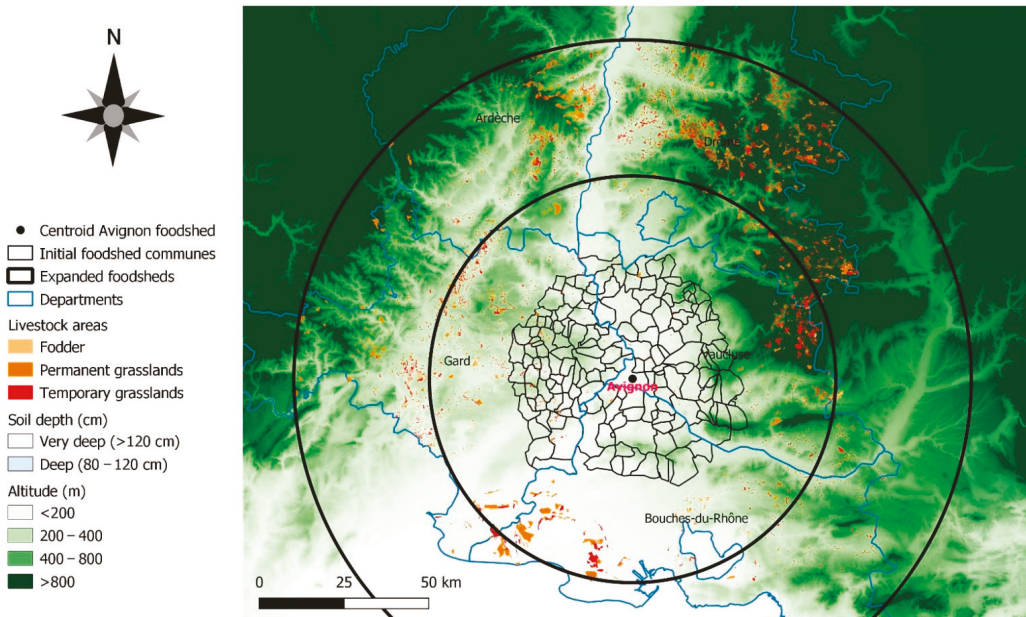 N
Centroid Avignon foodshed
Initial foodshed communes
Expanded foodsheds
Departments
Livestock areas
Fodder
Permanent grasslands
Temporary grasslands
Soil depth (cm)
Very deep (>120 cm)
Deep (80 – 120 cm)
Altitude (m)
<200
200 – 400
400 – 800
>800
Ardèche
Drôme
Gard
Vaucluse
Avignon
Bouches-du-Rhône
0 25 50 km